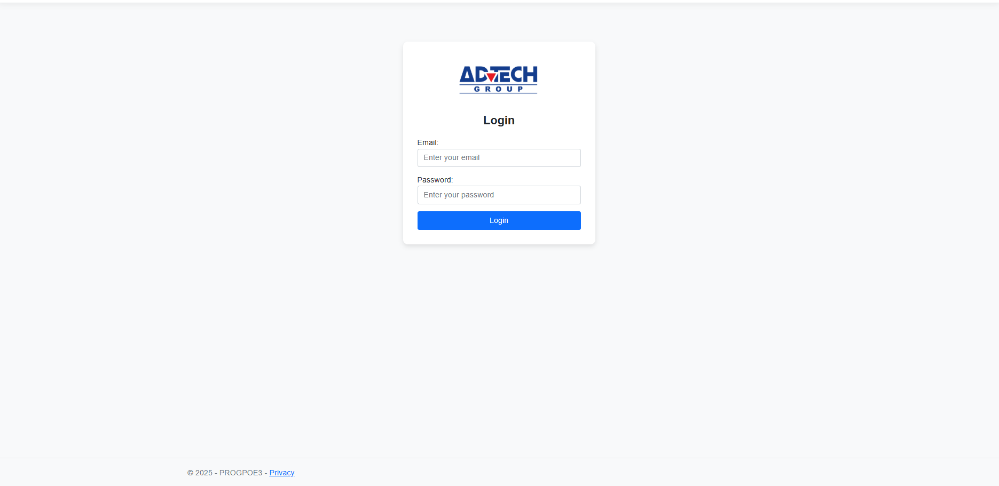 ADTECH
GROUP
Login
Email:
Enter your email
Password:
Enter your password
Login
© 2025 - PROGPOE3 - Privacy